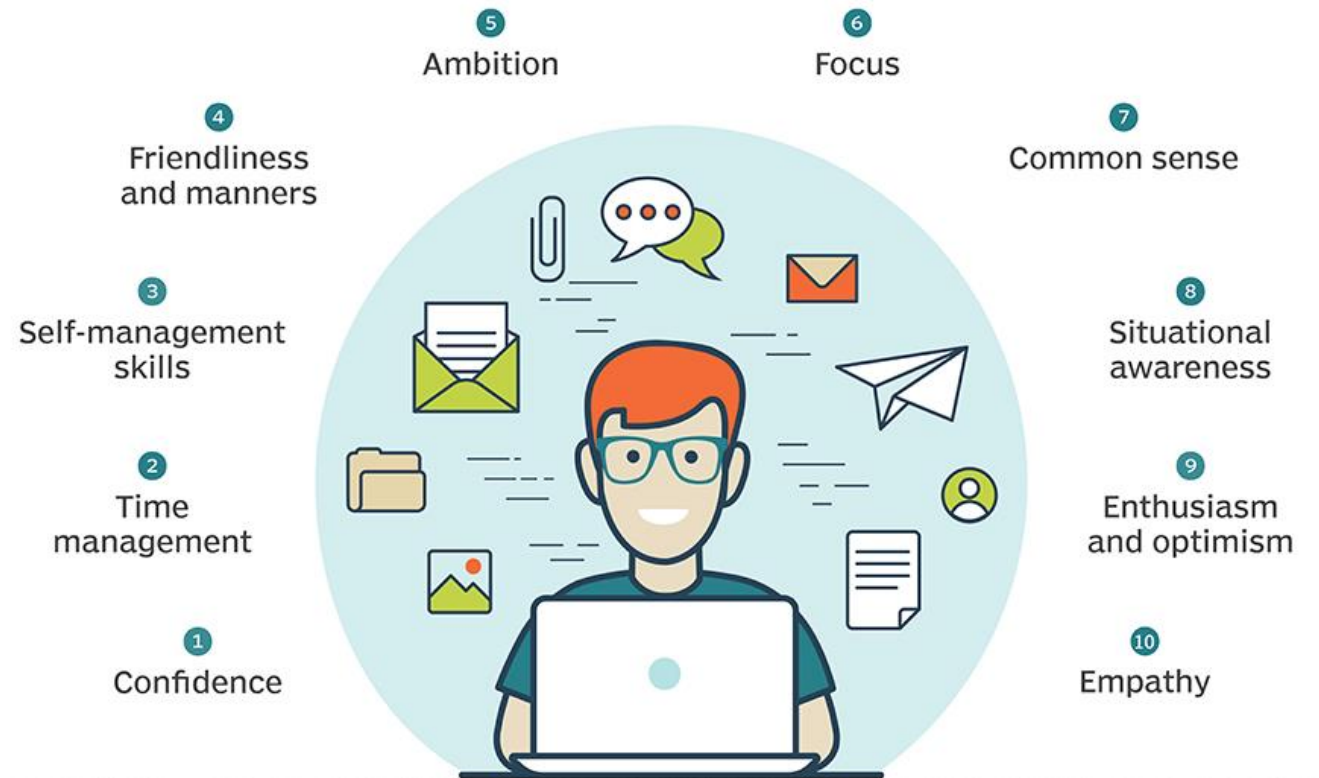 1
Confidence
2
Time
management
3
Self-management
skills
4
Friendliness
and manners
5
Ambition
6
Focus
7
Common sense
8
Situational
awareness
9
Enthusiasm
and optimism
10
Empathy